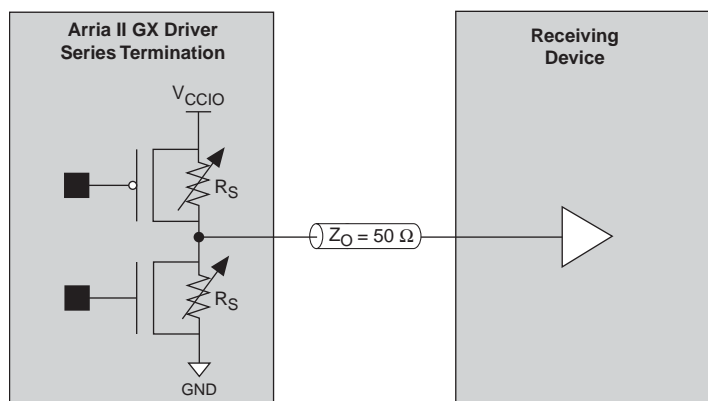 Arria II GX Driver
Series Termination
Receiving
Device
VCCIO
RS
ZO = 50 Ω
RS
GND